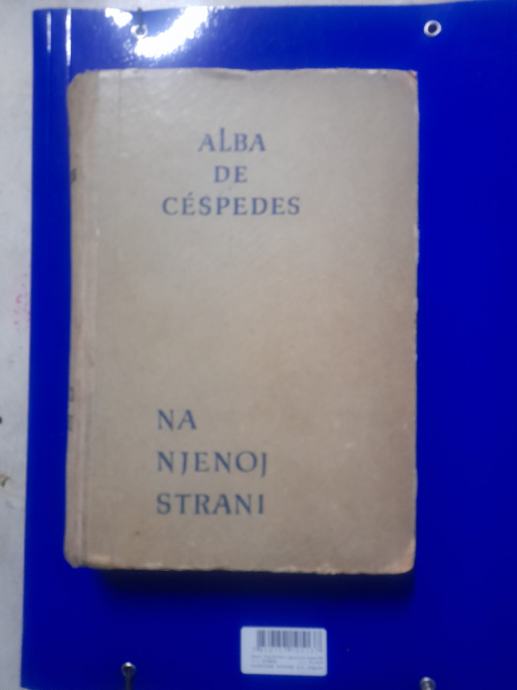 ALBA
DE
CÉSPEDES
NA
NJENOJ
STRANI